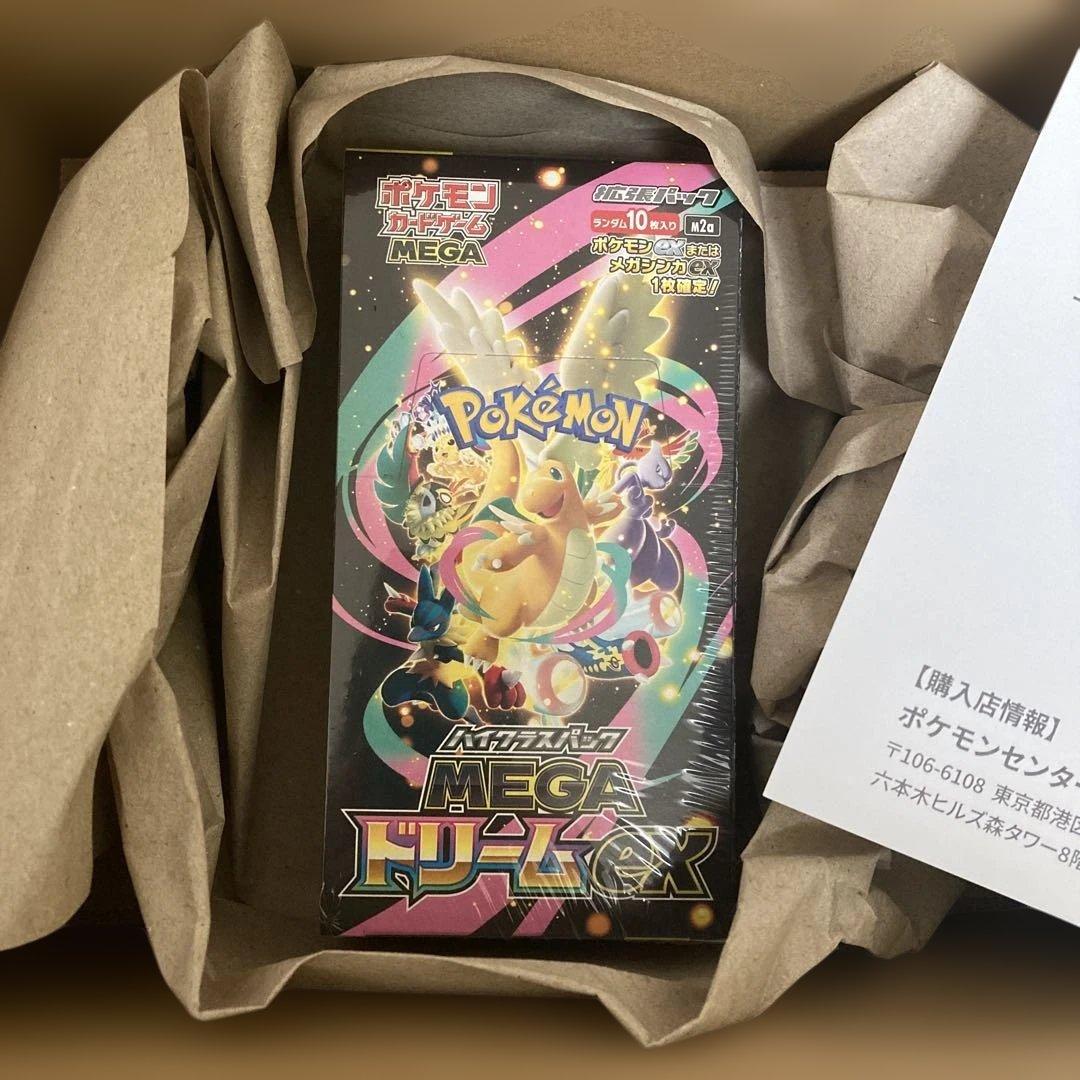 ポケモン
カードゲーム
MEGA
拡張パック
ランダム10枚入り M2a
ポケモンexまたは
メガシンカex
1枚確定!
POKéMON
TM
ハイクラスパック
MEGA
ドリームex
【購入店情報】
ポケモンセンター
〒106-6108 東京都港区
六本木ヒルズ森タワー8階